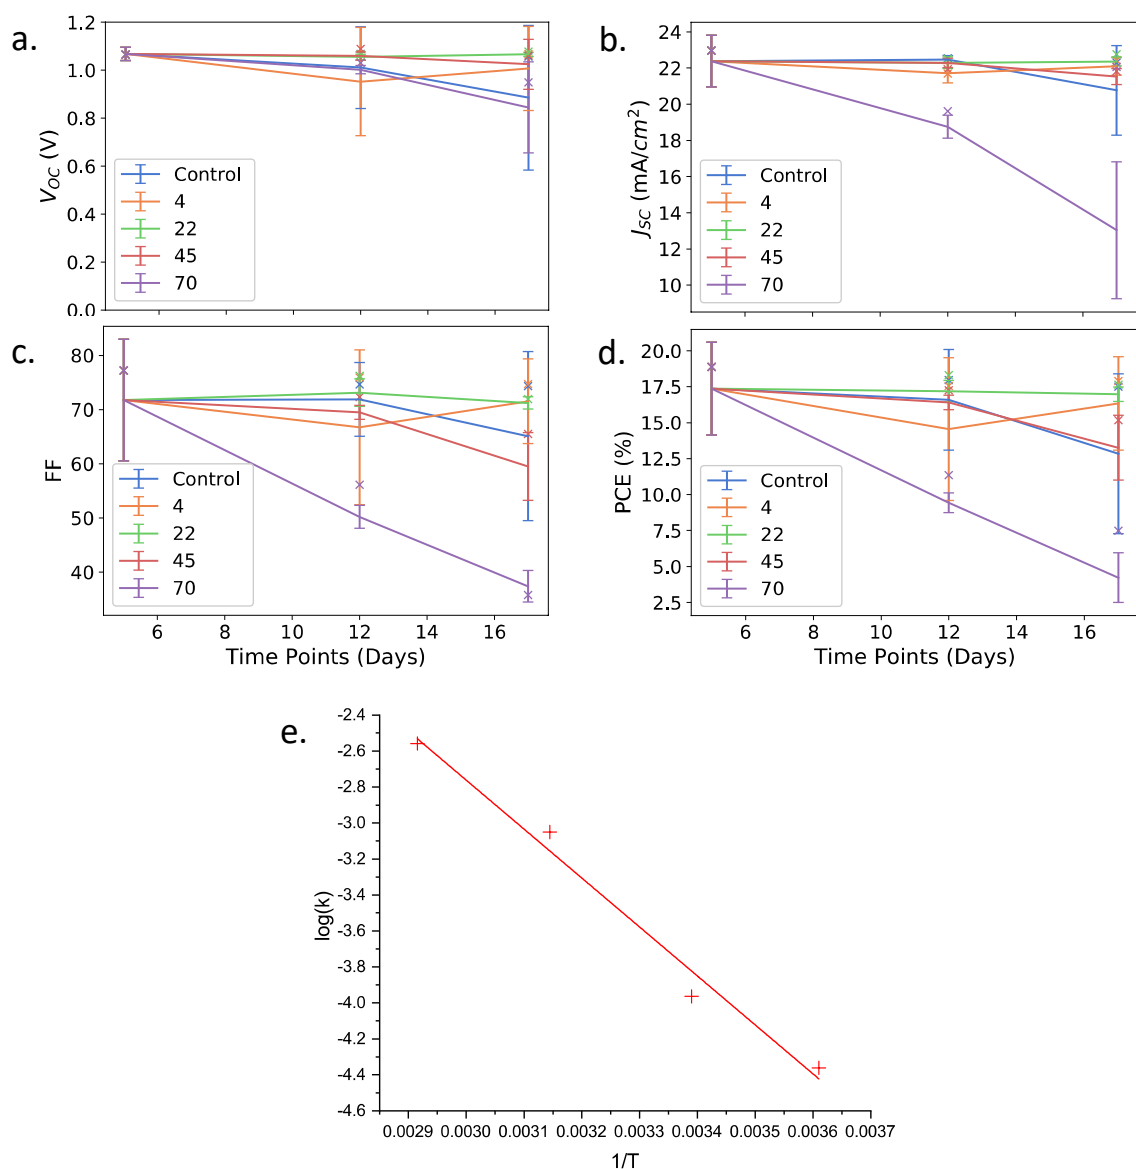 a.
1.2
1.0
0.8
0.6
0.4
0.2
0.0
V_OC (V)
Control
4
22
45
70
b.
24
22
20
18
16
14
12
10
J_SC (mA/cm²)
Control
4
22
45
70
c.
80
70
60
50
40
FF
Control
4
22
45
70
6 8 10 12 14 16
Time Points (Days)
d.
20.0
17.5
15.0
12.5
10.0
7.5
5.0
2.5
PCE (%)
Control
4
22
45
70
6 8 10 12 14 16
Time Points (Days)
e.
-2.4
-2.6
-2.8
-3.0
-3.2
-3.4
-3.6
-3.8
-4.0
-4.2
-4.4
-4.6
log(k)
0.0029 0.0030 0.0031 0.0032 0.0033 0.0034 0.0035 0.0036 0.0037
1/T